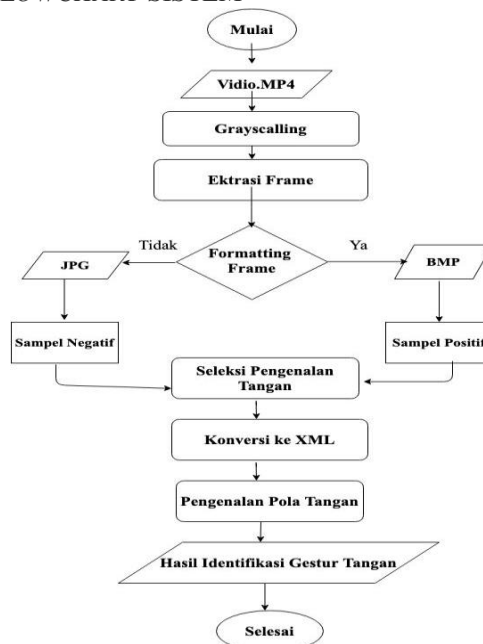 Mulai
Vidio.MP4
Grayscalling
Ektrasi Frame
Tidak
Formatting
Frame
Ya
JPG
BMP
Sampel Negatif
Sampel Positif
Seleksi Pengenalan
Tangan
Konversi ke XML
Pengenalan Pola Tangan
Hasil Identifikasi Gestur Tangan
Selesai